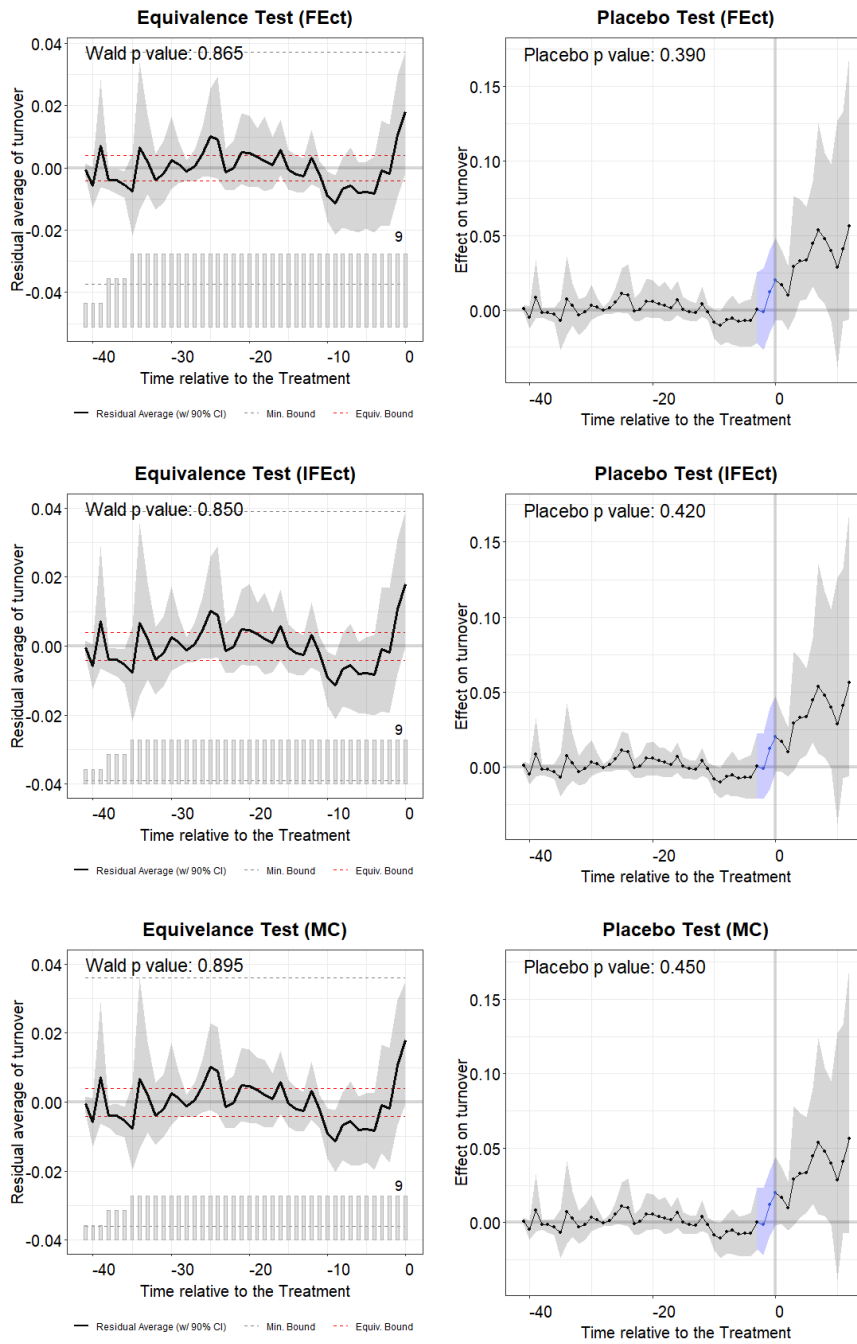 Equivalence Test (FEct)
Wald p value: 0.865
0.04
0.02
0.00
-0.02
-0.04
9
Residual average of turnover
-40 -30 -20 -10 0
Time relative to the Treatment
Residual Average (w/ 90% CI) Min. Bound Equiv. Bound
Placebo Test (FEct)
Placebo p value: 0.390
0.15
0.10
0.05
0.00
Effect on turnover
-40 -20 0
Time relative to the Treatment
Equivalence Test (IFEct)
Wald p value: 0.850
0.04
0.02
0.00
-0.02
-0.04
9
Residual average of turnover
-40 -30 -20 -10 0
Time relative to the Treatment
Residual Average (w/ 90% CI) Min. Bound Equiv. Bound
Placebo Test (IFEct)
Placebo p value: 0.420
0.15
0.10
0.05
0.00
Effect on turnover
-40 -20 0
Time relative to the Treatment
Equivelance Test (MC)
Wald p value: 0.895
0.04
0.02
0.00
-0.02
-0.04
9
Residual average of turnover
-40 -30 -20 -10 0
Time relative to the Treatment
Residual Average (w/ 90% CI) Min. Bound Equiv. Bound
Placebo Test (MC)
Placebo p value: 0.450
0.15
0.10
0.05
0.00
Effect on turnover
-40 -20 0
Time relative to the Treatment